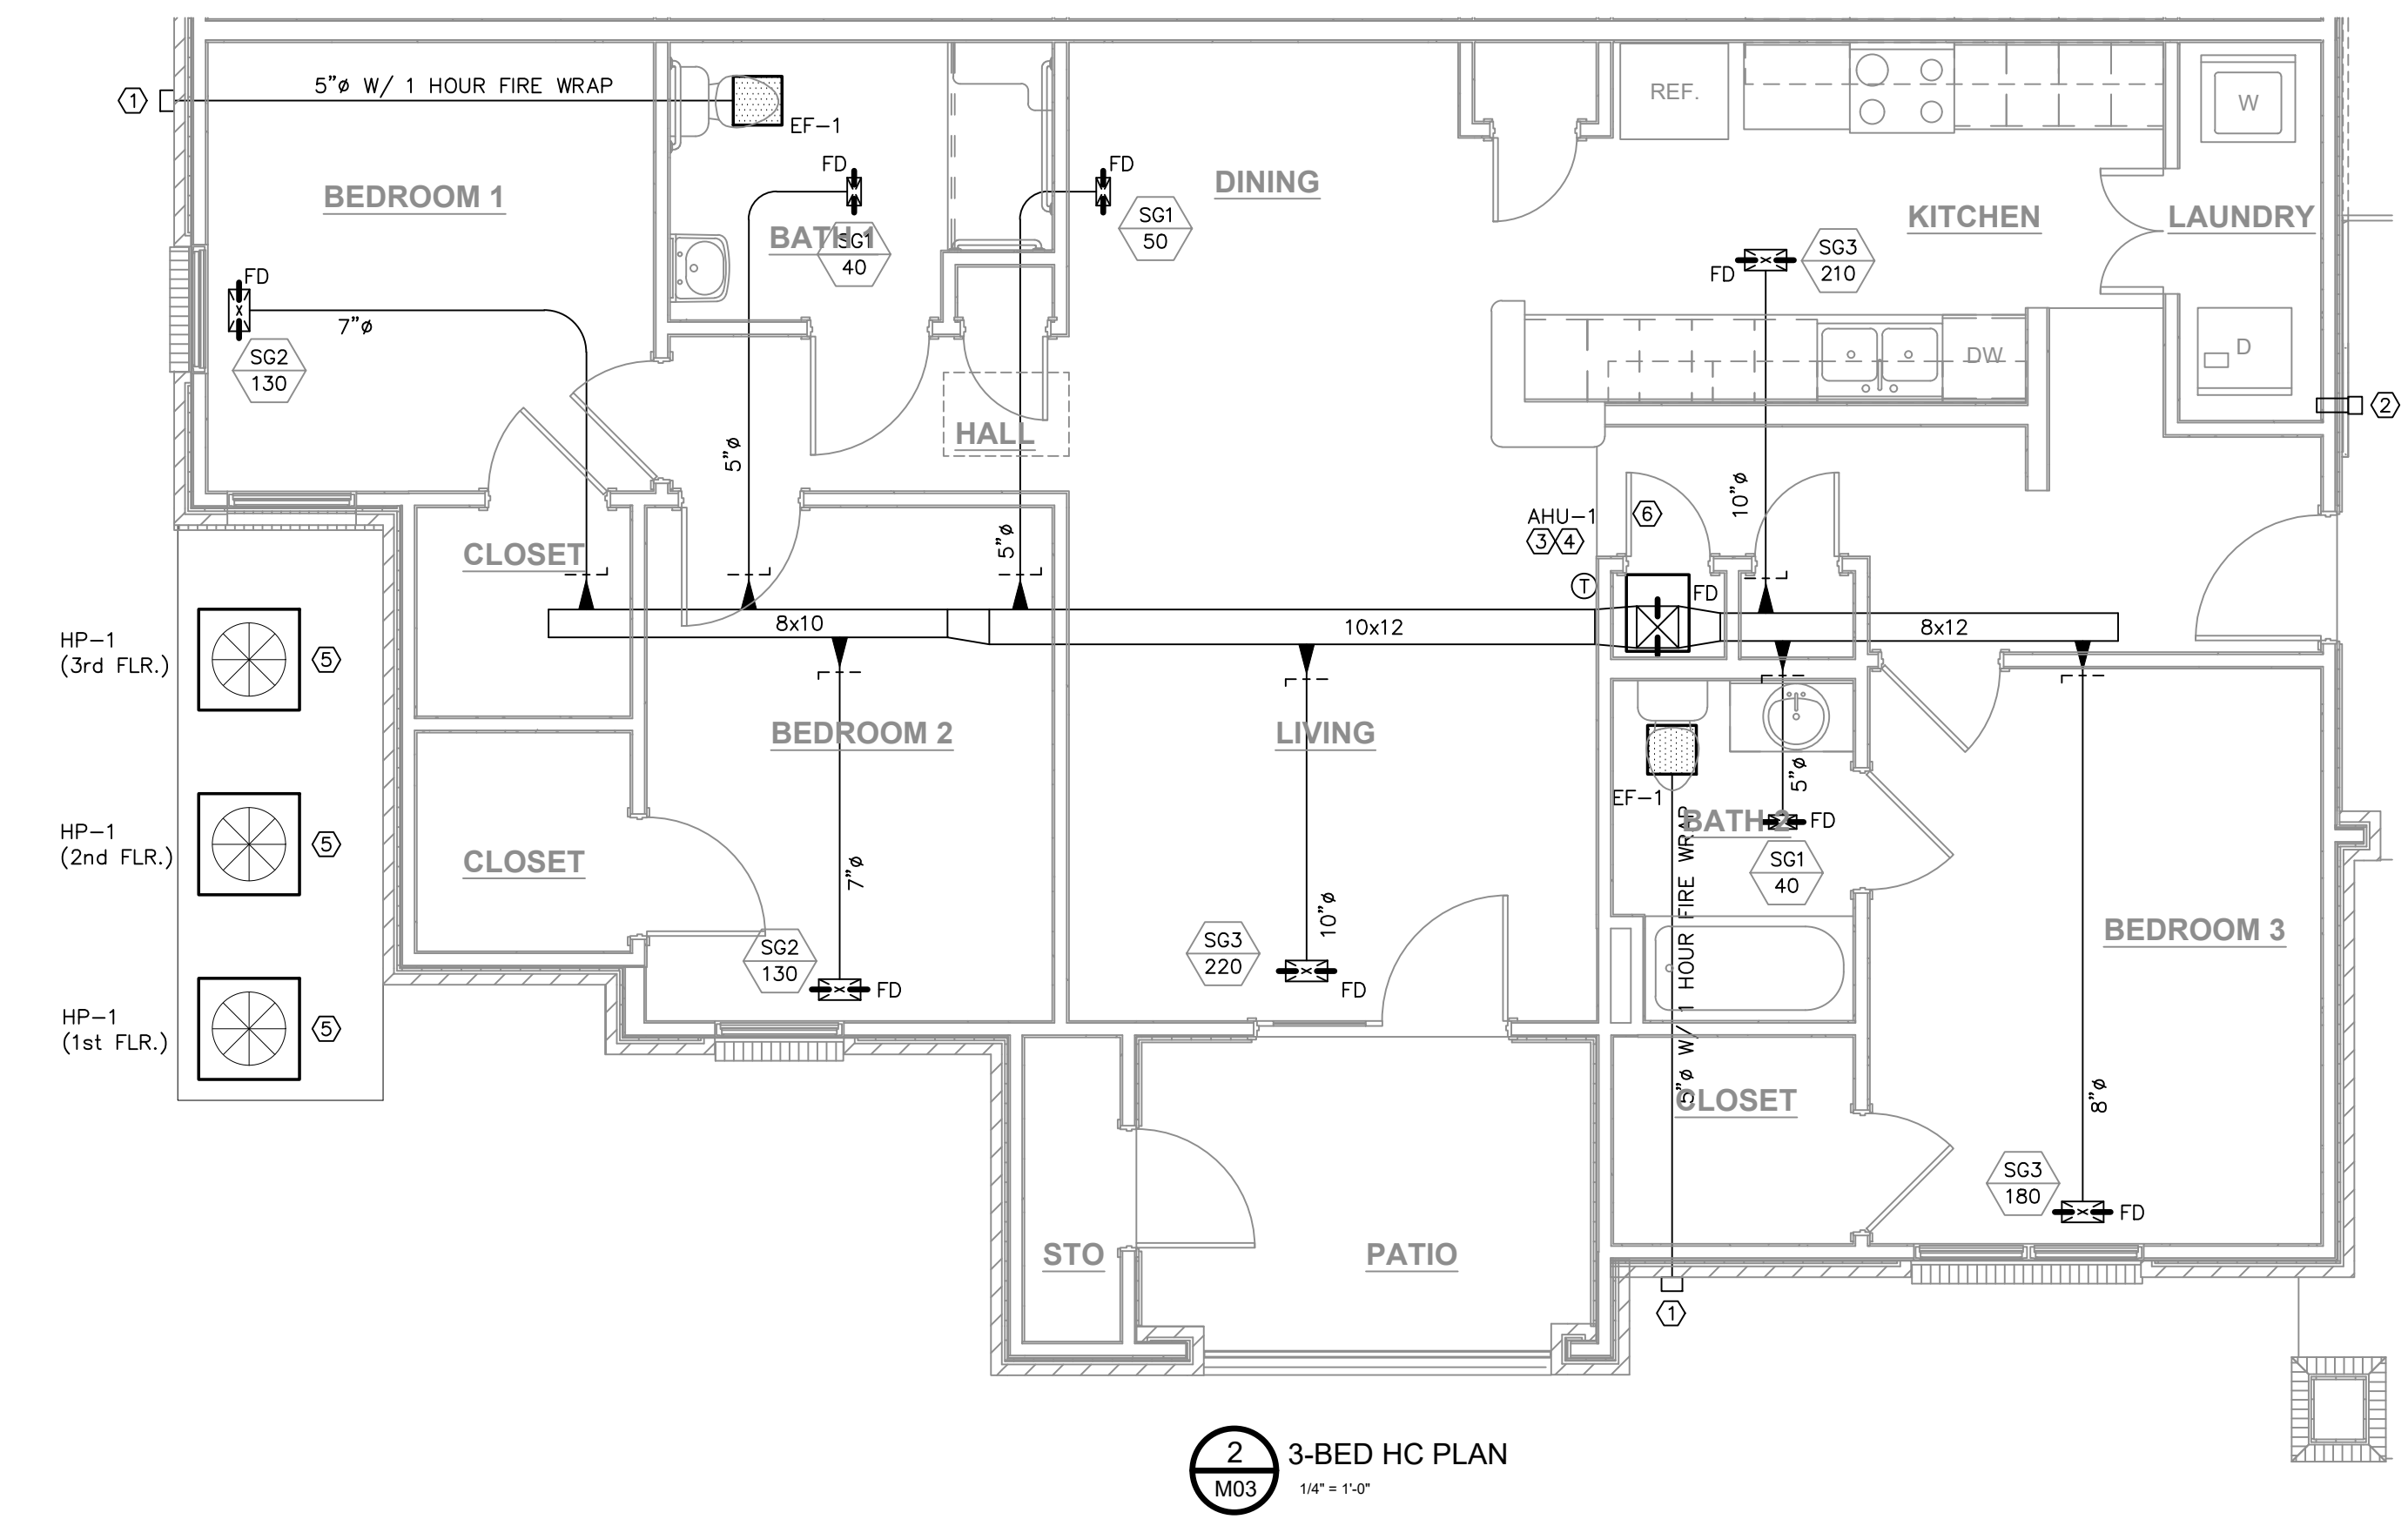 5"ø W/ 1 HOUR FIRE WRAP
1
EF-1
REF.
W
FD
FD
DINING
BEDROOM 1
SG1
50
KITCHEN
LAUNDRY
BATH 1
SG1
40
SG3
210
FD
FD
7"ø
SG2
130
DW
D
2
HALL
5"ø
10"ø
5"ø
AHU-1
3
4
6
CLOSET
T
FD
8x10
10x12
8x12
HP-1
(3rd FLR.)
5
BEDROOM 2
LIVING
5"ø
EF-1
BATH 2
FD
HP-1
(2nd FLR.)
5
CLOSET
7"ø
SG1
40
5"ø W/ 1 HOUR FIRE WRAP
10"ø
BEDROOM 3
SG2
130
FD
SG3
220
FD
HP-1
(1st FLR.)
5
CLOSET
8"ø
SG3
180
FD
STO
PATIO
1
2
M03
3-BED HC PLAN
1/4" = 1'-0"